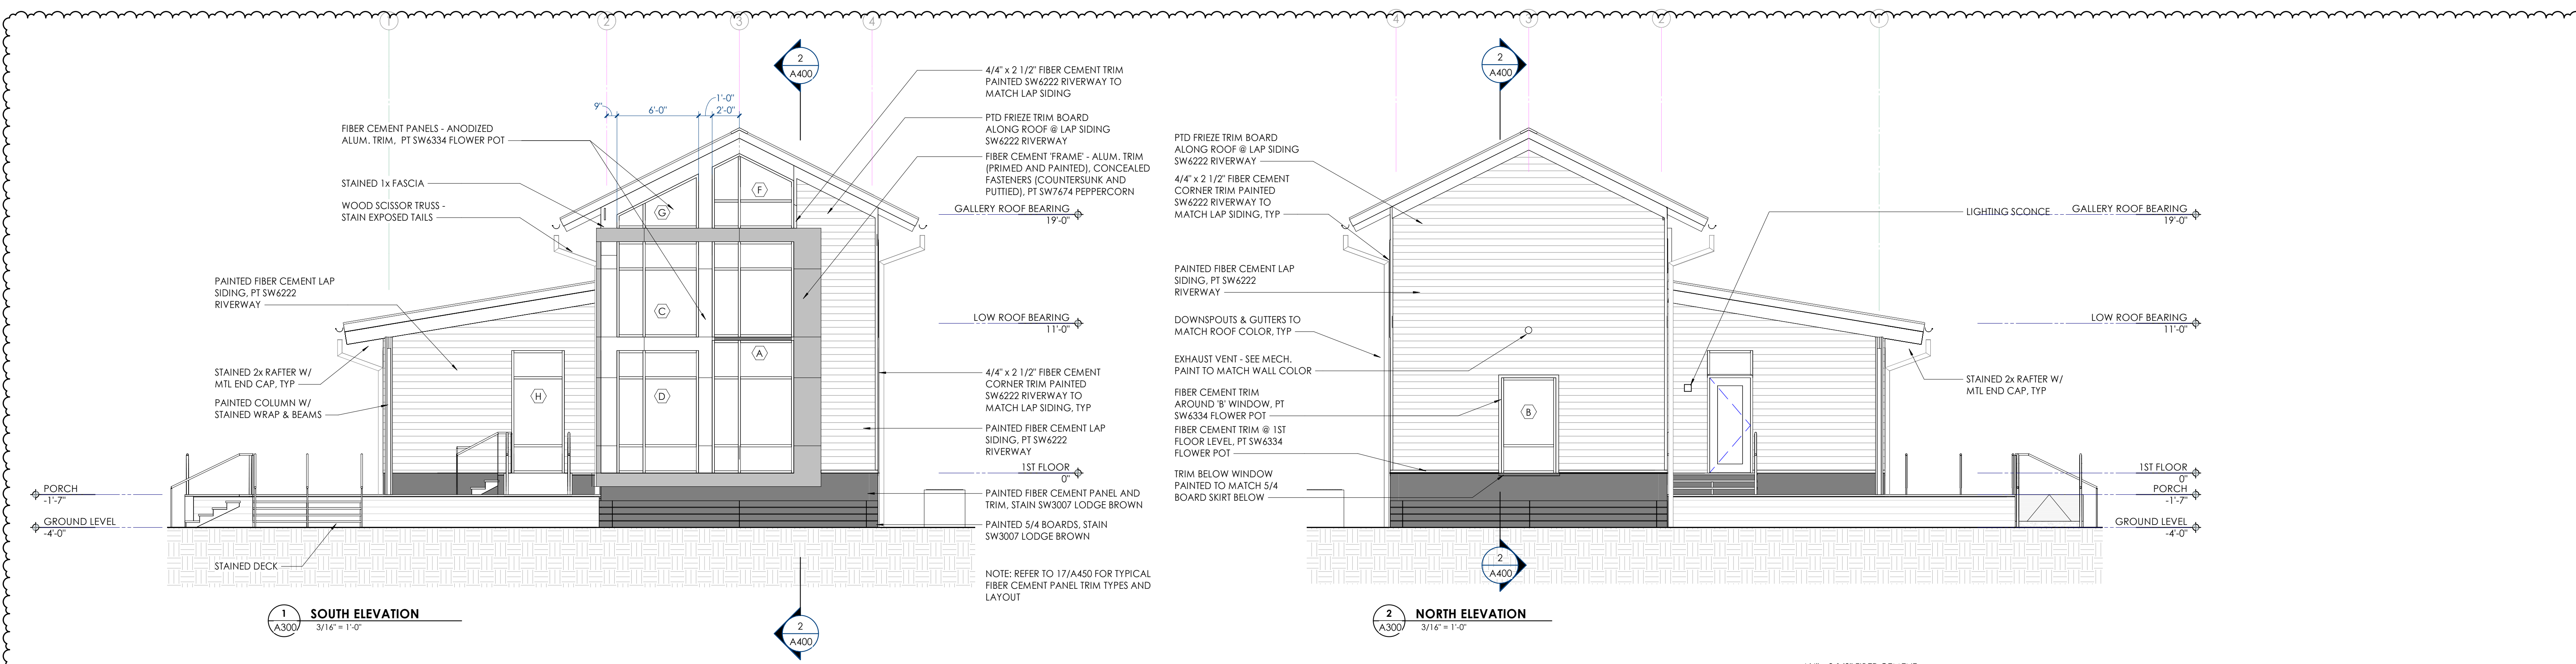 1
2
3
4
4
3
2
1
2
A400
2
A400
9"
6'-0"
1'-0"
2'-0"
FIBER CEMENT PANELS - ANODIZED
ALUM. TRIM,  PT SW6334 FLOWER POT
STAINED 1x FASCIA
WOOD SCISSOR TRUSS -
STAIN EXPOSED TAILS
PAINTED FIBER CEMENT LAP
SIDING, PT SW6222
RIVERWAY
STAINED 2x RAFTER W/
MTL END CAP, TYP
PAINTED COLUMN W/
STAINED WRAP & BEAMS
PORCH
-1'-7"
GROUND LEVEL
-4'-0"
STAINED DECK
F
G
C
A
H
D
4/4" x 2 1/2" FIBER CEMENT TRIM
PAINTED SW6222 RIVERWAY TO
MATCH LAP SIDING
PTD FRIEZE TRIM BOARD
ALONG ROOF @ LAP SIDING
SW6222 RIVERWAY
FIBER CEMENT 'FRAME' - ALUM. TRIM
(PRIMED AND PAINTED), CONCEALED
FASTENERS (COUNTERSUNK AND
PUTTIED), PT SW7674 PEPPERCORN
GALLERY ROOF BEARING
19'-0"
LOW ROOF BEARING
11'-0"
4/4" x 2 1/2" FIBER CEMENT
CORNER TRIM PAINTED
SW6222 RIVERWAY TO
MATCH LAP SIDING, TYP
PAINTED FIBER CEMENT LAP
SIDING, PT SW6222
RIVERWAY
1ST FLOOR
0"
PAINTED FIBER CEMENT PANEL AND
TRIM, STAIN SW3007 LODGE BROWN
PAINTED 5/4 BOARDS, STAIN
SW3007 LODGE BROWN
NOTE: REFER TO 17/A450 FOR TYPICAL
FIBER CEMENT PANEL TRIM TYPES AND
LAYOUT
1
A300
SOUTH ELEVATION
3/16" = 1'-0"
2
A400
PTD FRIEZE TRIM BOARD
ALONG ROOF @ LAP SIDING
SW6222 RIVERWAY
4/4" x 2 1/2" FIBER CEMENT
CORNER TRIM PAINTED
SW6222 RIVERWAY TO
MATCH LAP SIDING, TYP
PAINTED FIBER CEMENT LAP
SIDING, PT SW6222
RIVERWAY
DOWNSPOUTS & GUTTERS TO
MATCH ROOF COLOR, TYP
EXHAUST VENT - SEE MECH.
PAINT TO MATCH WALL COLOR
FIBER CEMENT TRIM
AROUND 'B' WINDOW, PT
SW6334 FLOWER POT
FIBER CEMENT TRIM @ 1ST
FLOOR LEVEL, PT SW6334
FLOWER POT
TRIM BELOW WINDOW
PAINTED TO MATCH 5/4
BOARD SKIRT BELOW
B
LIGHTING SCONCE
GALLERY ROOF BEARING
19'-0"
LOW ROOF BEARING
11'-0"
STAINED 2x RAFTER W/
MTL END CAP, TYP
1ST FLOOR
0"
PORCH
-1'-7"
GROUND LEVEL
-4'-0"
2
A400
2
A300
NORTH ELEVATION
3/16" = 1'-0"